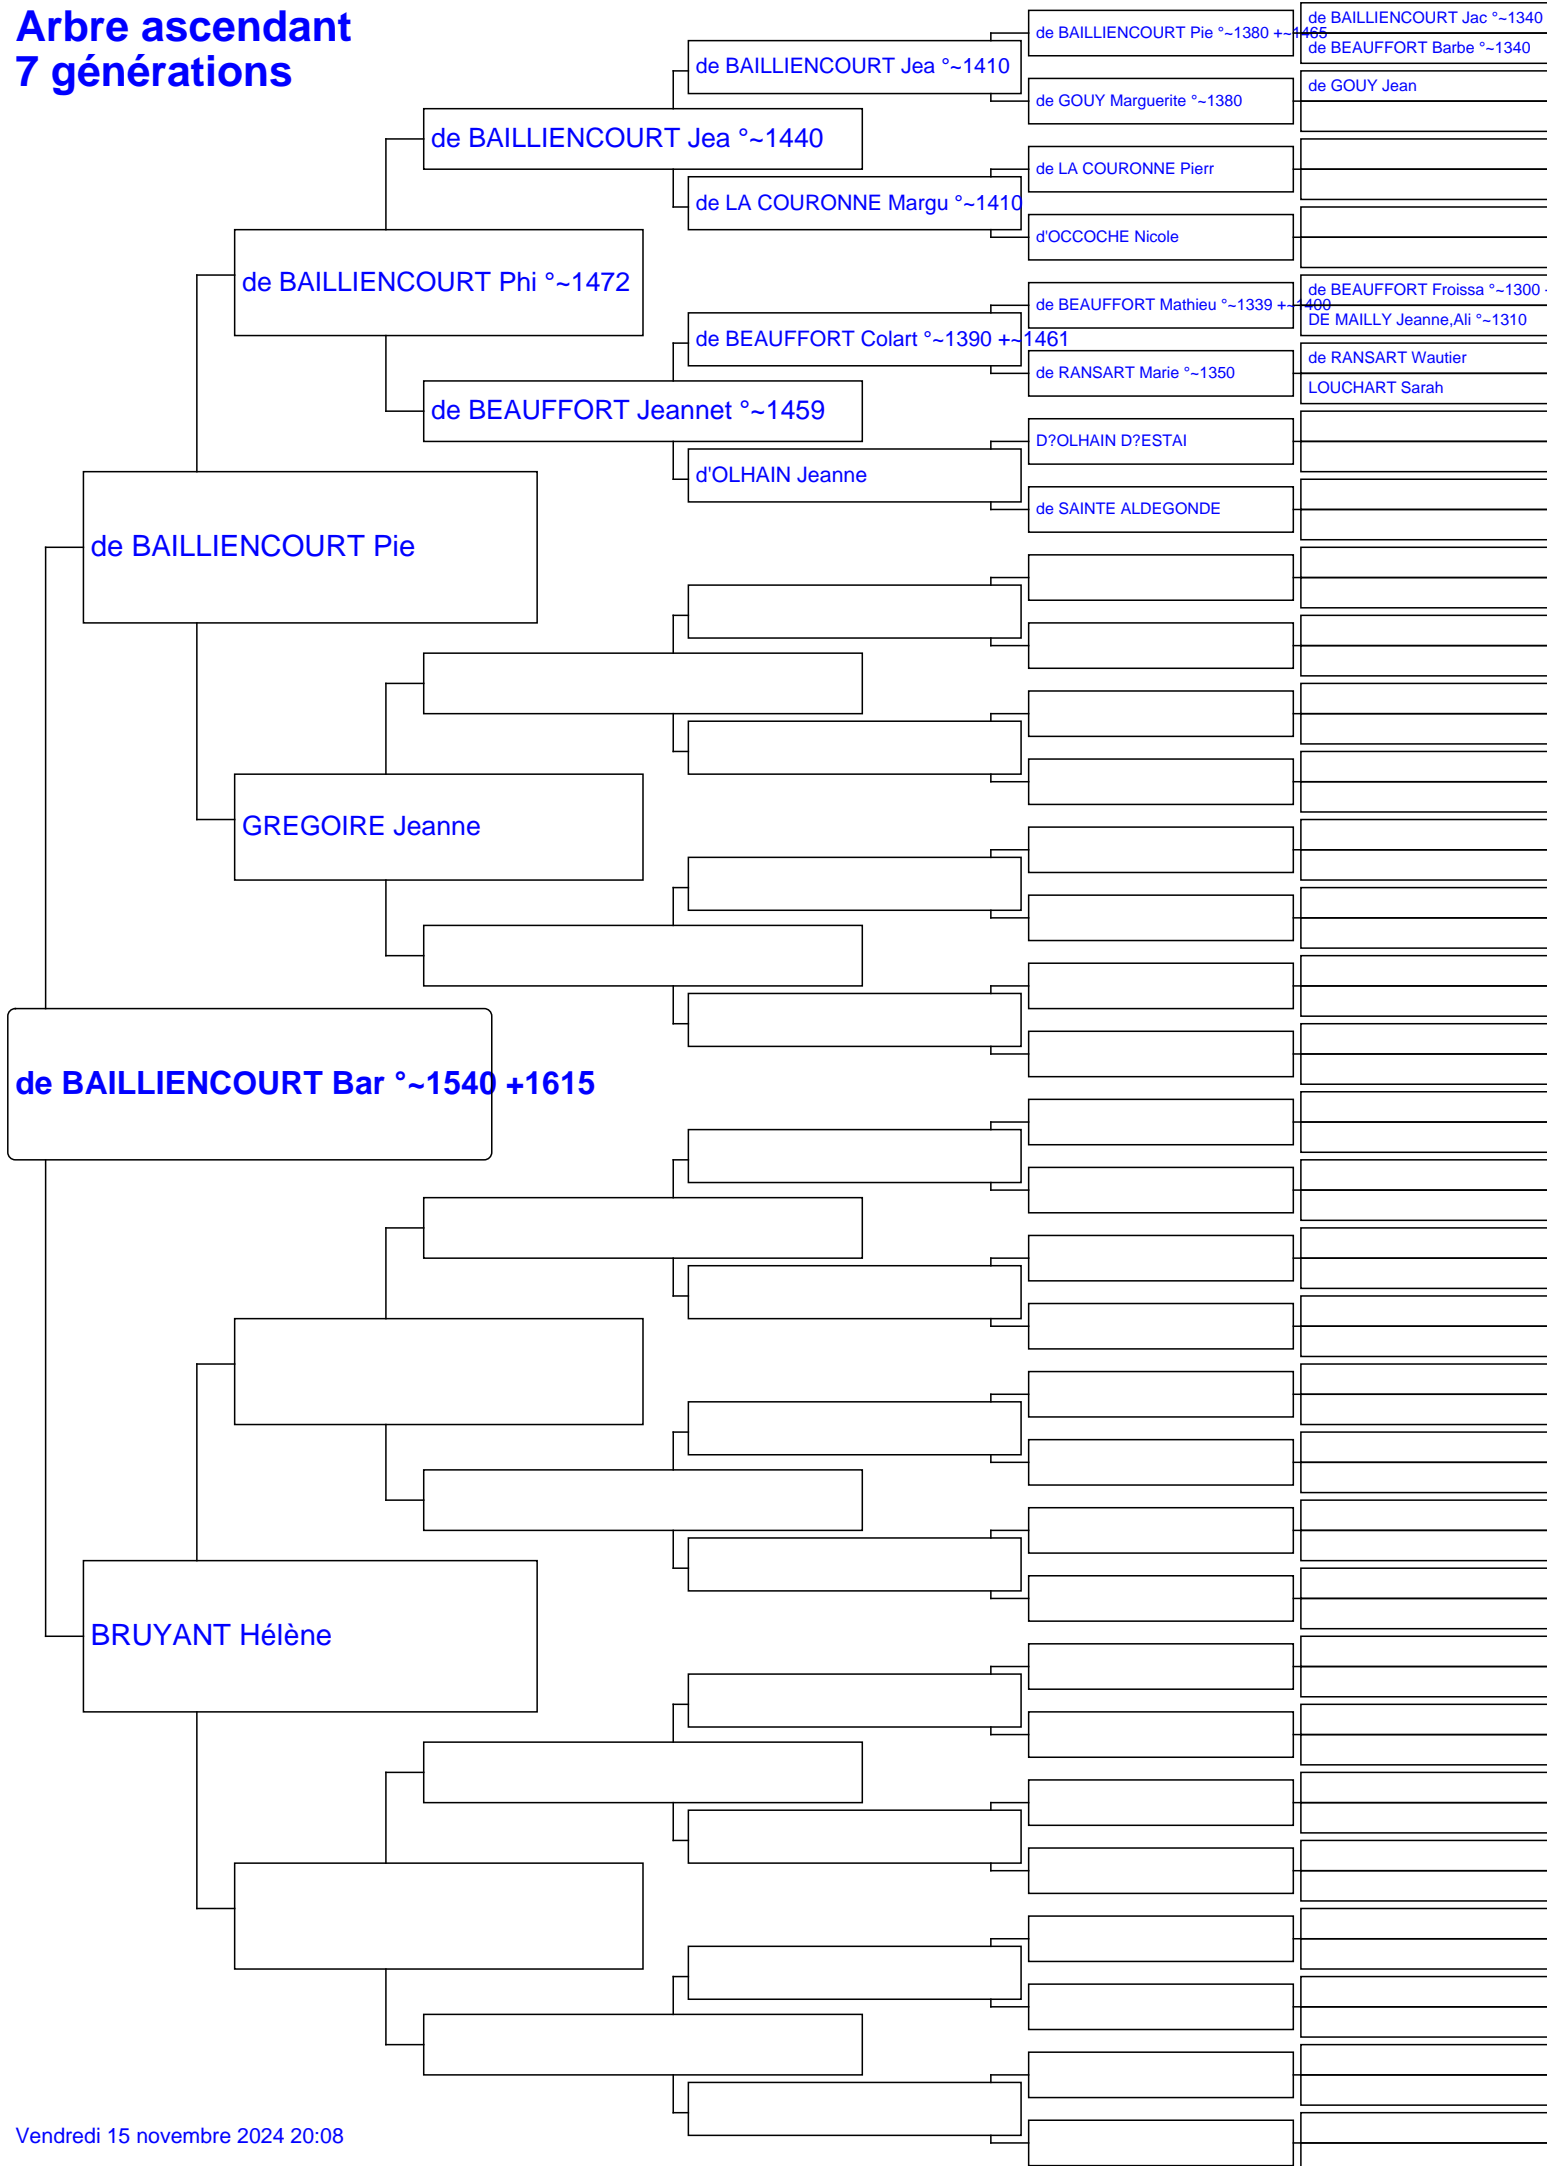 Arbre ascendant
7 générations
de BAILLIENCOURT Bar °~1540 +1615
de BAILLIENCOURT Pie
BRUYANT Hélène
de BAILLIENCOURT Phi °~1472
GREGOIRE Jeanne
de BAILLIENCOURT Jea °~1440
de BEAUFFORT Jeannet °~1459
de BAILLIENCOURT Jea °~1410
de LA COURONNE Margu °~1410
de BEAUFFORT Colart °~1390 +~1461
d'OLHAIN Jeanne
de BAILLIENCOURT Pie °~1380 +~1465
de GOUY Marguerite °~1380
de LA COURONNE Pierr
d'OCCOCHE Nicole
de BEAUFFORT Mathieu °~1339 +~1400
de RANSART Marie °~1350
D?OLHAIN D?ESTAI
de SAINTE ALDEGONDE
de BAILLIENCOURT Jac °~1340
de BEAUFFORT Barbe °~1340
de GOUY Jean
de BEAUFFORT Froissa °~1300
DE MAILLY Jeanne,Ali °~1310
de RANSART Wautier
LOUCHART Sarah
Vendredi 15 novembre 2024 20:08